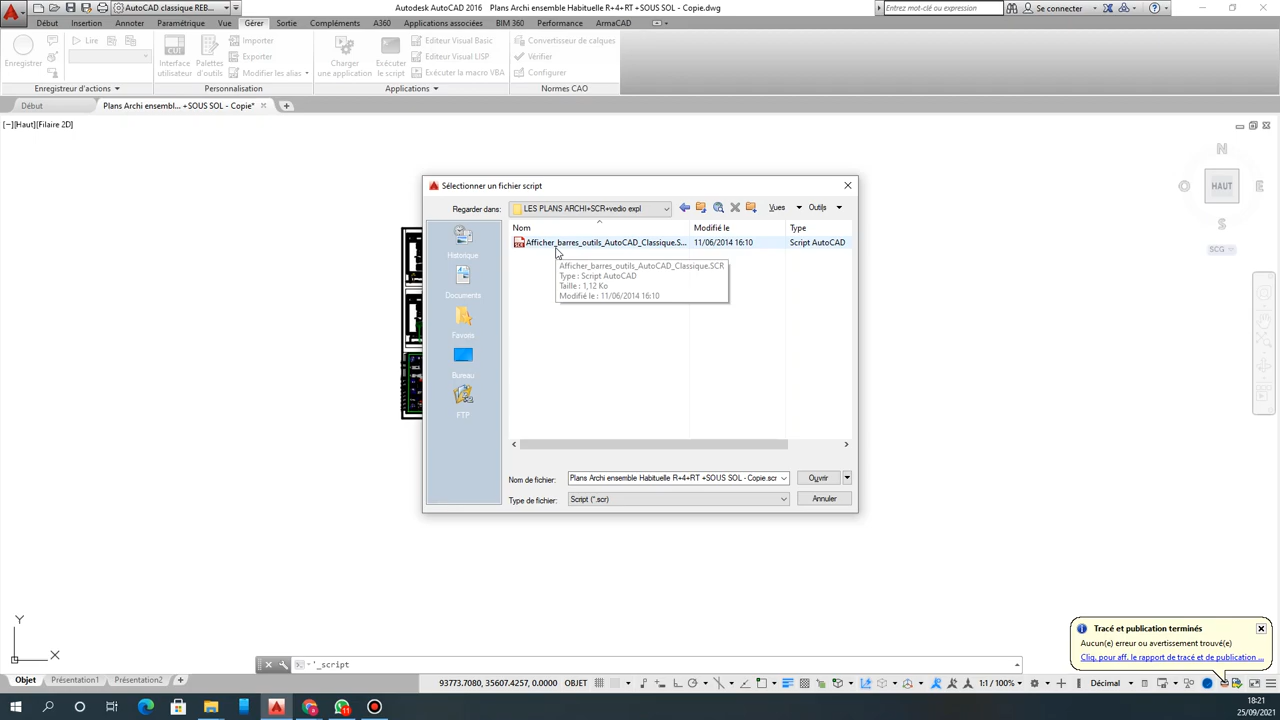 AutoCAD classique REB...
Autodesk AutoCAD 2016 Plans Archi ensemble Habituelle R+4+RT +SOUS SOL - Copie.dwg
Entrez mot-clé ou expression
Se connecter
Début Insertion Annoter Paramétrique Vue Gérer Sortie Compléments A360 Applications associées BIM 360 Performance ArmaCAD
Lire
Importer
Exporter
Modifier les alias
Enregistrer
Interface utilisateur
Palettes d'outils
Charger une application
Exécuter le script
Editeur Visual Basic
Editeur Visual LISP
Exécuter la macro VBA
Convertisseur de calques
Vérifier
Configurer
Enregistreur d'actions
Personnalisation
Applications
Normes CAO
Début
Plans Archi ensembl... +SOUS SOL - Copie*
[−][Haut][Filaire 2D]
N
O
HAUT
E
S
SCG
Sélectionner un fichier script
Regarder dans:
LES PLANS ARCHI+SCR+vedio expl
Vues
Outils
Nom
Modifié le
Type
Afficher_barres_outils_AutoCAD_Classique.S...
11/06/2014 16:10
Script AutoCAD
Afficher_barres_outils_AutoCAD_Classique.SCR
Type : Script AutoCAD
Taille : 1,12 Ko
Modifié le : 11/06/2014 16:10
Historique
Documents
Favoris
Bureau
FTP
Nom de fichier:
Plans Archi ensemble Habituelle R+4+RT +SOUS SOL - Copie.scr
Ouvrir
Type de fichier:
Script (*.scr)
Annuler
Y
X
'_script
Tracé et publication terminés
Aucun(e) erreur ou avertissement trouvé(e)
Cliq. pour aff. le rapport de tracé et de publication ...
Objet
Présentation1
Présentation2
93773.7080, 35607.4257, 0.0000
OBJET
1:1 / 100%
Décimal
18:21
25/09/2021